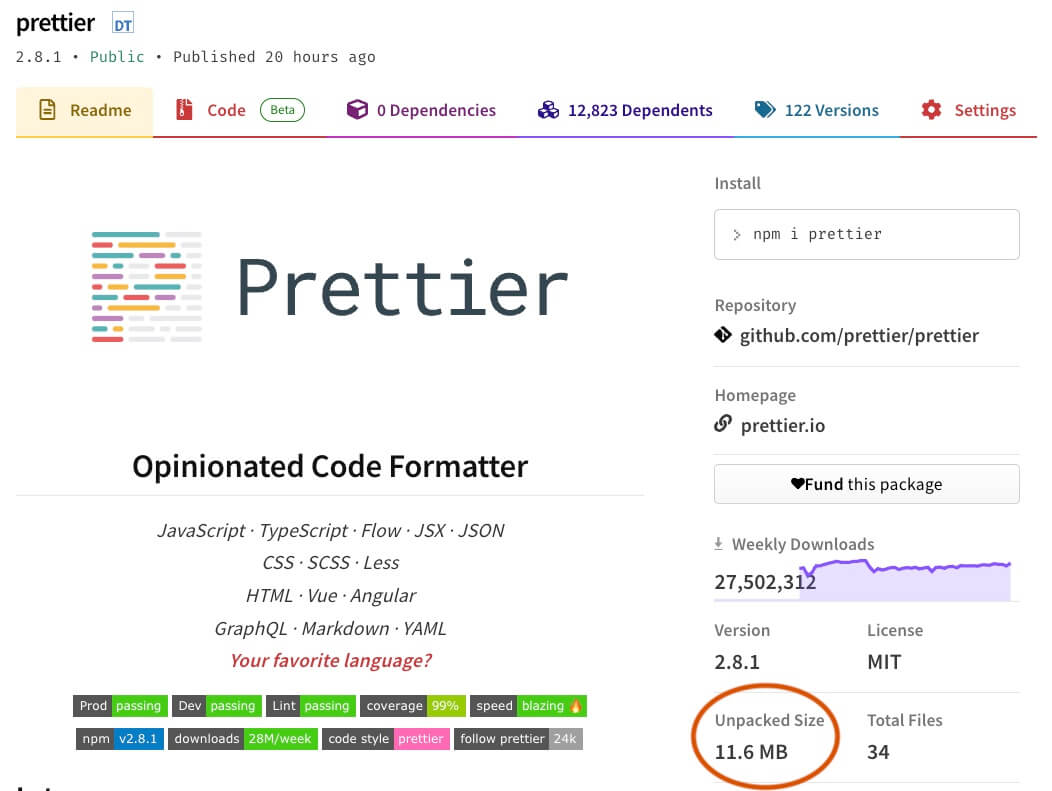 prettier DT
2.8.1 • Public • Published 20 hours ago
Readme
Code Beta
0 Dependencies
12,823 Dependents
122 Versions
Settings
Prettier
Opinionated Code Formatter
JavaScript · TypeScript · Flow · JSX · JSON
CSS · SCSS · Less
HTML · Vue · Angular
GraphQL · Markdown · YAML
Your favorite language?
Prod passing Dev passing Lint passing coverage 99% speed blazing 🔥
npm v2.8.1 downloads 28M/week code style prettier follow prettier 24k
Install
> npm i prettier
Repository
github.com/prettier/prettier
Homepage
prettier.io
❤Fund this package
Weekly Downloads
27,502,312
Version License
2.8.1 MIT
Unpacked Size Total Files
11.6 MB 34